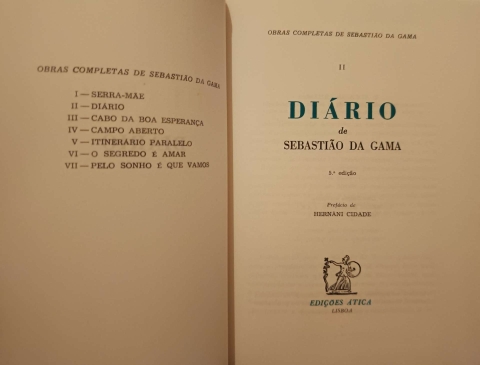 OBRAS COMPLETAS DE SEBASTIÃO DA GAMA
I — SERRA-MÃE
II — DIÁRIO
III — CABO DA BOA ESPERANÇA
IV — CAMPO ABERTO
V — ITINERÁRIO PARALELO
VI — O SEGREDO É AMAR
VII — PELO SONHO É QUE VAMOS
OBRAS COMPLETAS DE SEBASTIÃO DA GAMA
II
DIÁRIO
de
SEBASTIÃO DA GAMA
5.ª edição
Prefácio de
HERNÂNI CIDADE
EDIÇÕES ÁTICA
LISBOA